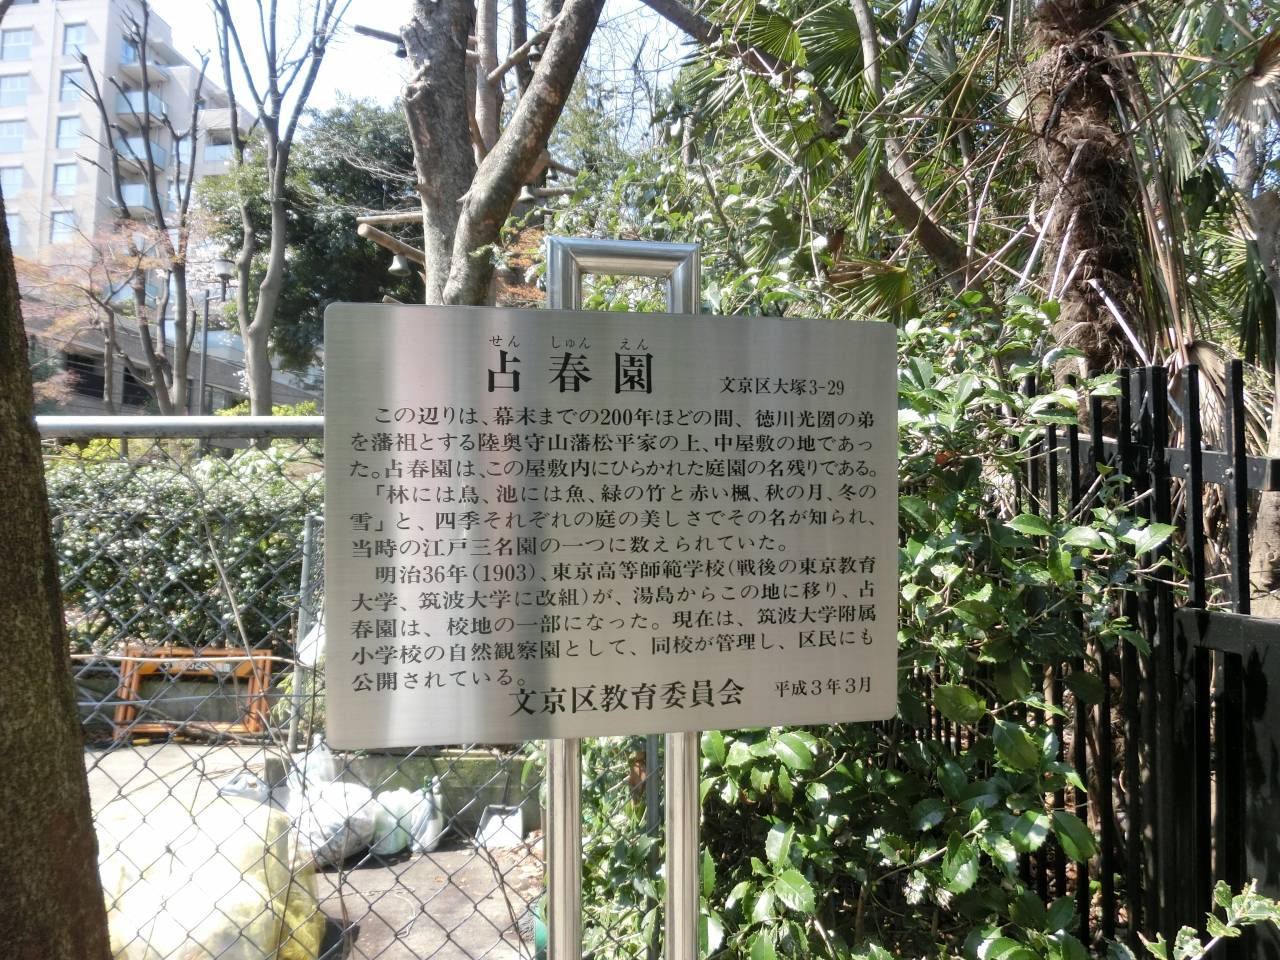 せん しゅん えん
占春園 文京区大塚3-29
この辺りは、幕末までの200年ほどの間、徳川光圀の弟
を藩祖とする陸奥守山藩松平家の上、中屋敷の地であっ
た。占春園は、この屋敷内にひらかれた庭園の名残りである。
「林には鳥、池には魚、緑の竹と赤い楓、秋の月、冬の
雪」と、四季それぞれの庭の美しさでその名が知られ、
当時の江戸三名園の一つに数えられていた。
明治36年(1903)、東京高等師範学校(戦後の東京教育
大学、筑波大学に改組)が、湯島からこの地に移り、占
春園は、校地の一部になった。現在は、筑波大学附属
小学校の自然観察園として、同校が管理し、区民にも
公開されている。
文京区教育委員会 平成3年3月